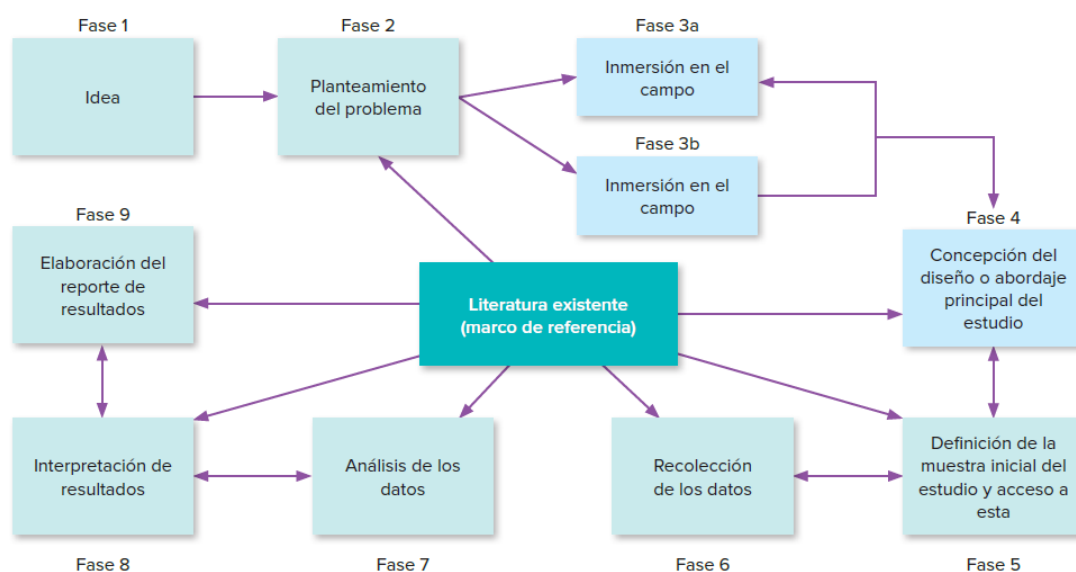 Fase 1
Idea
Fase 2
Planteamiento
del problema
Fase 3a
Inmersión en el
campo
Fase 3b
Inmersión en el
campo
Fase 4
Concepción del
diseño o abordaje
principal del
estudio
Fase 9
Elaboración del
reporte de
resultados
Literatura existente
(marco de referencia)
Interpretación de
resultados
Fase 8
Análisis de los
datos
Fase 7
Recolección
de los datos
Fase 6
Definición de la
muestra inicial del
estudio y acceso a
esta
Fase 5